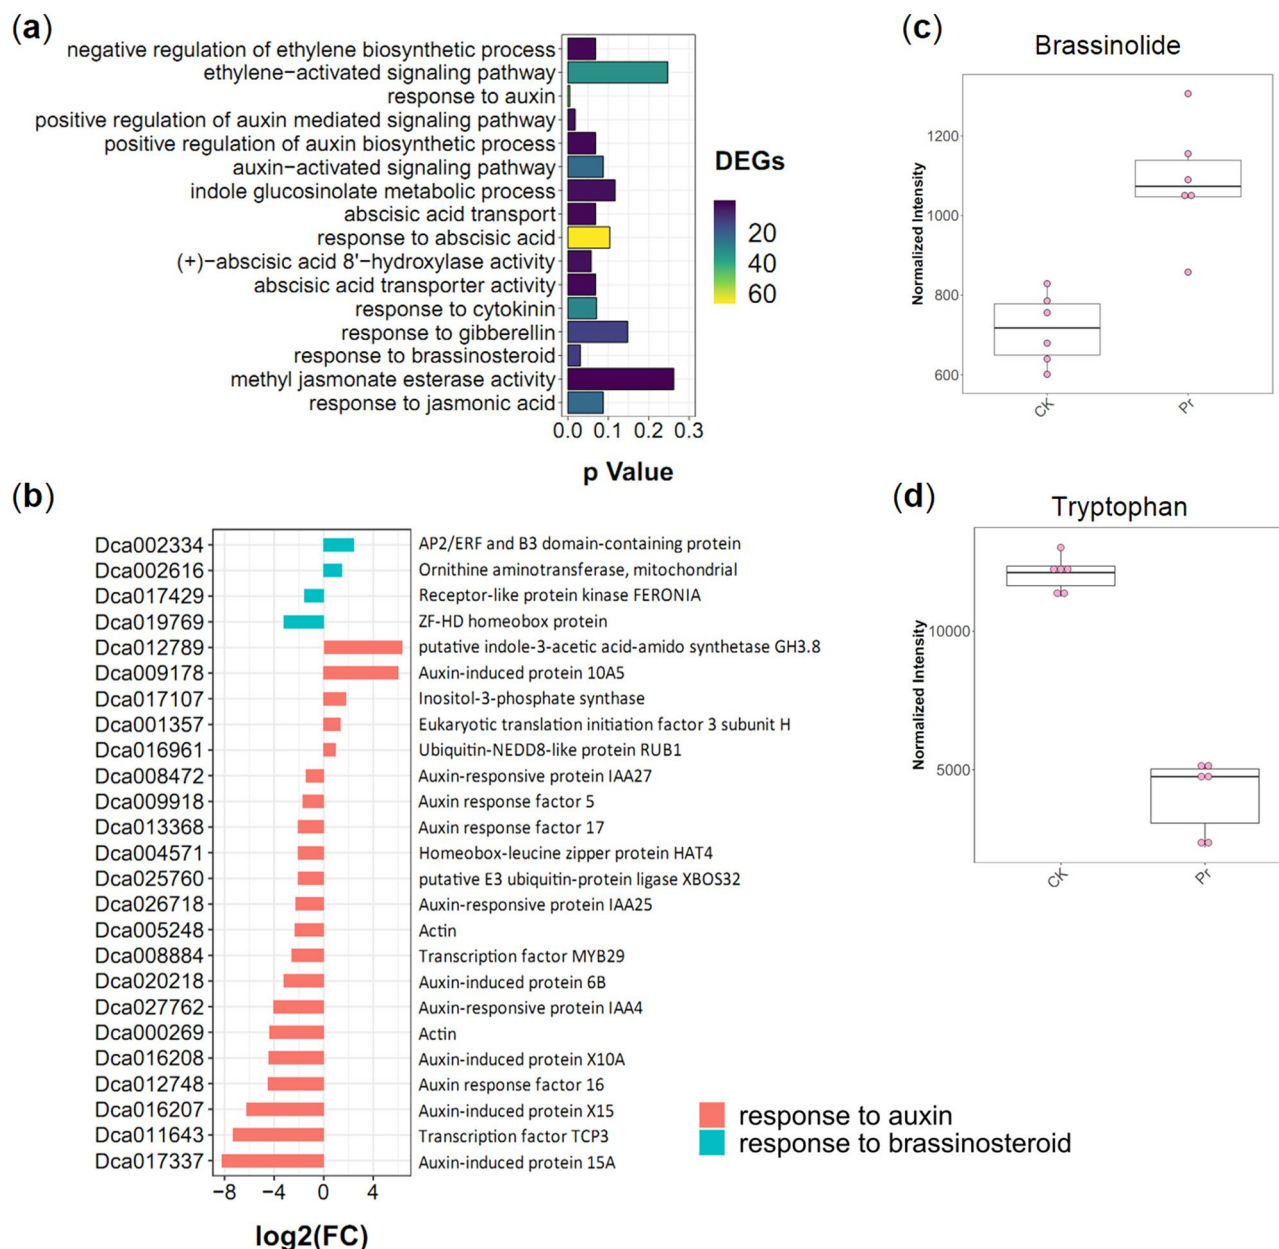 (a)
negative regulation of ethylene biosynthetic process
ethylene−activated signaling pathway
response to auxin
positive regulation of auxin mediated signaling pathway
positive regulation of auxin biosynthetic process
auxin−activated signaling pathway
indole glucosinolate metabolic process
abscisic acid transport
response to abscisic acid
(+)−abscisic acid 8'−hydroxylase activity
abscisic acid transporter activity
response to cytokinin
response to gibberellin
response to brassinosteroid
methyl jasmonate esterase activity
response to jasmonic acid
0.0 0.1 0.2 0.3
p Value
DEGs
20
40
60
(c)
Brassinolide
Normalized Intensity
1200
1000
800
600
CK Pr
(b)
Dca002334 AP2/ERF and B3 domain-containing protein
Dca002616 Ornithine aminotransferase, mitochondrial
Dca017429 Receptor-like protein kinase FERONIA
Dca019769 ZF-HD homeobox protein
Dca012789 putative indole-3-acetic acid-amido synthetase GH3.8
Dca009178 Auxin-induced protein 10A5
Dca017107 Inositol-3-phosphate synthase
Dca001357 Eukaryotic translation initiation factor 3 subunit H
Dca016961 Ubiquitin-NEDD8-like protein RUB1
Dca008472 Auxin-responsive protein IAA27
Dca009918 Auxin response factor 5
Dca013368 Auxin response factor 17
Dca004571 Homeobox-leucine zipper protein HAT4
Dca025760 putative E3 ubiquitin-protein ligase XBOS32
Dca026718 Auxin-responsive protein IAA25
Dca005248 Actin
Dca008884 Transcription factor MYB29
Dca020218 Auxin-induced protein 6B
Dca027762 Auxin-responsive protein IAA4
Dca000269 Actin
Dca016208 Auxin-induced protein X10A
Dca012748 Auxin response factor 16
Dca016207 Auxin-induced protein X15
Dca011643 Transcription factor TCP3
Dca017337 Auxin-induced protein 15A
−8 −4 0 4
log2(FC)
response to auxin
response to brassinosteroid
(d)
Tryptophan
Normalized Intensity
10000
5000
CK Pr